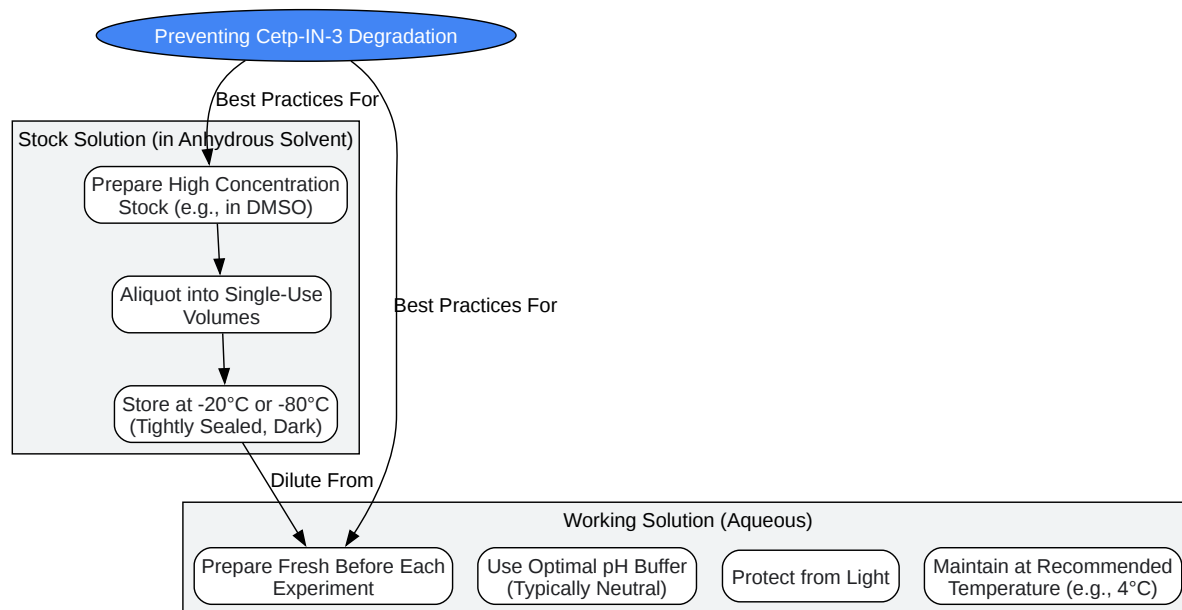 Preventing Cetp-IN-3 Degradation
Best Practices For
Stock Solution (in Anhydrous Solvent)
Prepare High Concentration
Stock (e.g., in DMSO)
Aliquot into Single-Use
Volumes
Best Practices For
Store at -20°C or -80°C
(Tightly Sealed, Dark)
Dilute From
Working Solution (Aqueous)
Prepare Fresh Before Each
Experiment
Use Optimal pH Buffer
(Typically Neutral)
Protect from Light
Maintain at Recommended
Temperature (e.g., 4°C)